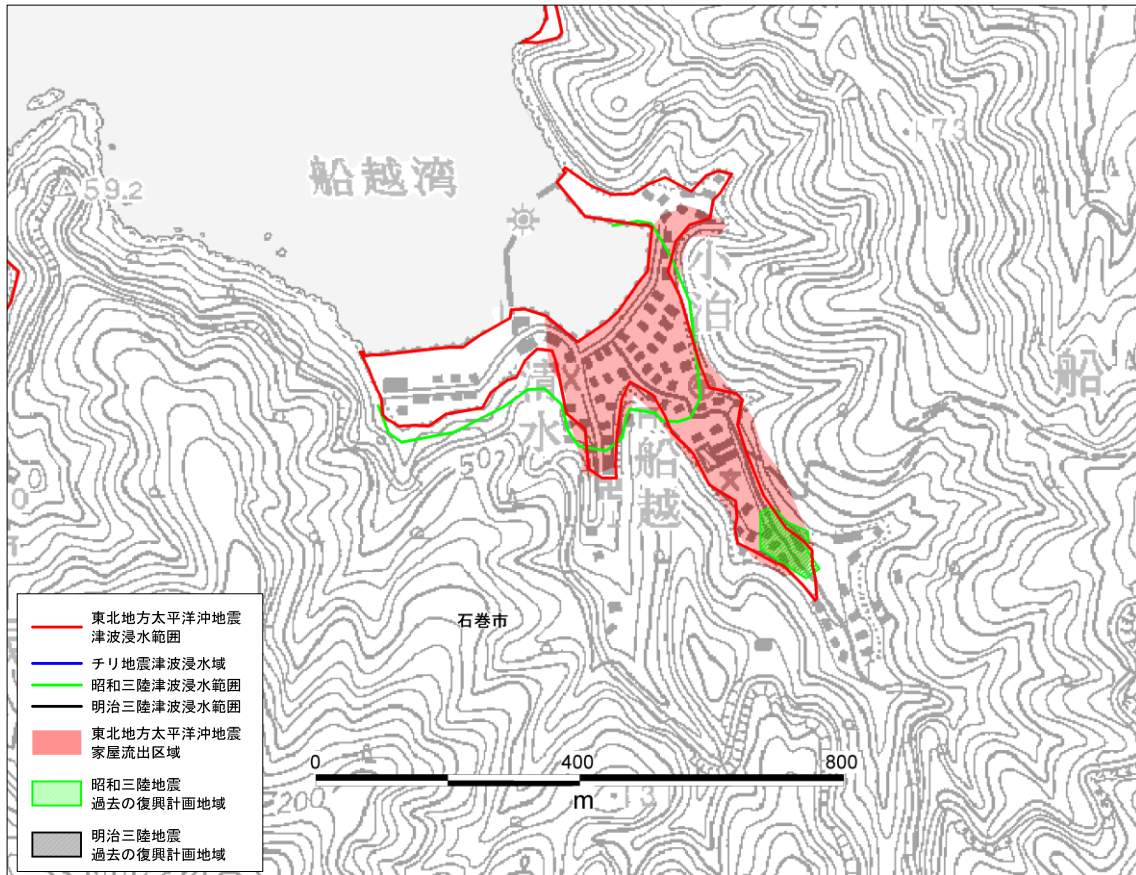 船越湾
59.2
173
小泊
船
清水
船越
50
石巻市
200
13
0 400 800
m
東北地方太平洋沖地震
津波浸水範囲
チリ地震津波浸水域
昭和三陸津波浸水範囲
明治三陸津波浸水範囲
東北地方太平洋沖地震
家屋流出区域
昭和三陸地震
過去の復興計画地域
明治三陸地震
過去の復興計画地域